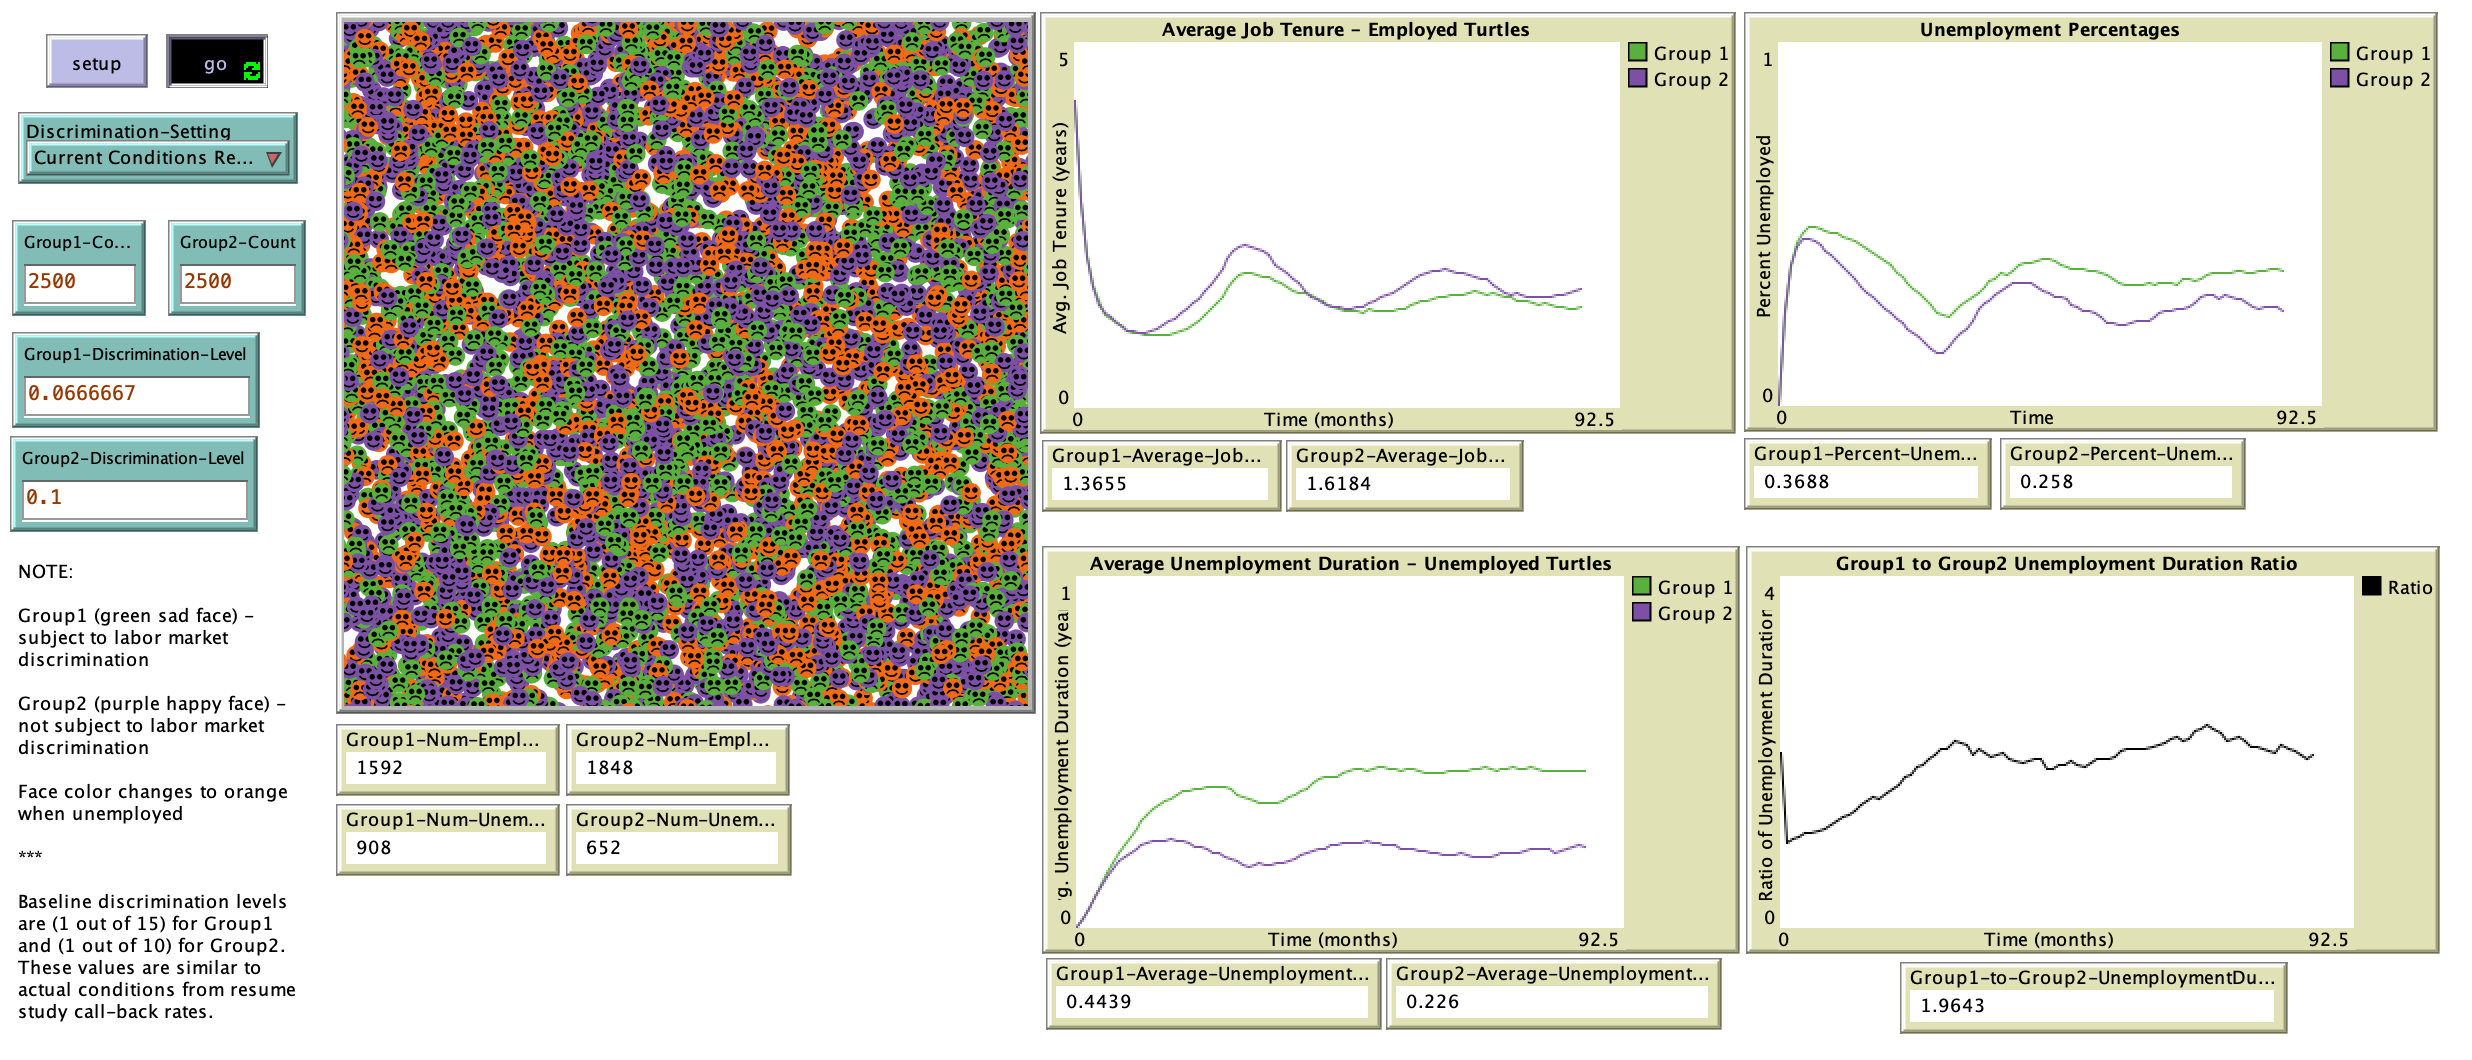 setup
go
Discrimination-Setting
Current Conditions Re...
Group1-Co...
2500
Group2-Count
2500
Group1-Discrimination-Level
0.0666667
Group2-Discrimination-Level
0.1
NOTE:
Group1 (green sad face) -
subject to labor market
discrimination
Group2 (purple happy face) -
not subject to labor market
discrimination
Face color changes to orange
when unemployed
***
Baseline discrimination levels
are (1 out of 15) for Group1
and (1 out of 10) for Group2.
These values are similar to
actual conditions from resume
study call-back rates.
Group1-Num-Empl...
1592
Group2-Num-Empl...
1848
Group1-Num-Unem...
908
Group2-Num-Unem...
652
Average Job Tenure - Employed Turtles
5
Avg. Job Tenure (years)
0
0
Time (months)
92.5
Group 1
Group 2
Group1-Average-Job...
1.3655
Group2-Average-Job...
1.6184
Unemployment Percentages
1
Percent Unemployed
0
0
Time
92.5
Group 1
Group 2
Group1-Percent-Unem...
0.3688
Group2-Percent-Unem...
0.258
Average Unemployment Duration - Unemployed Turtles
1
'g. Unemployment Duration (yea
0
0
Time (months)
92.5
Group 1
Group 2
Group1-Average-Unemployment...
0.4439
Group2-Average-Unemployment...
0.226
Group1 to Group2 Unemployment Duration Ratio
4
Ratio of Unemployment Duration
0
0
Time (months)
92.5
Ratio
Group1-to-Group2-UnemploymentDu...
1.9643